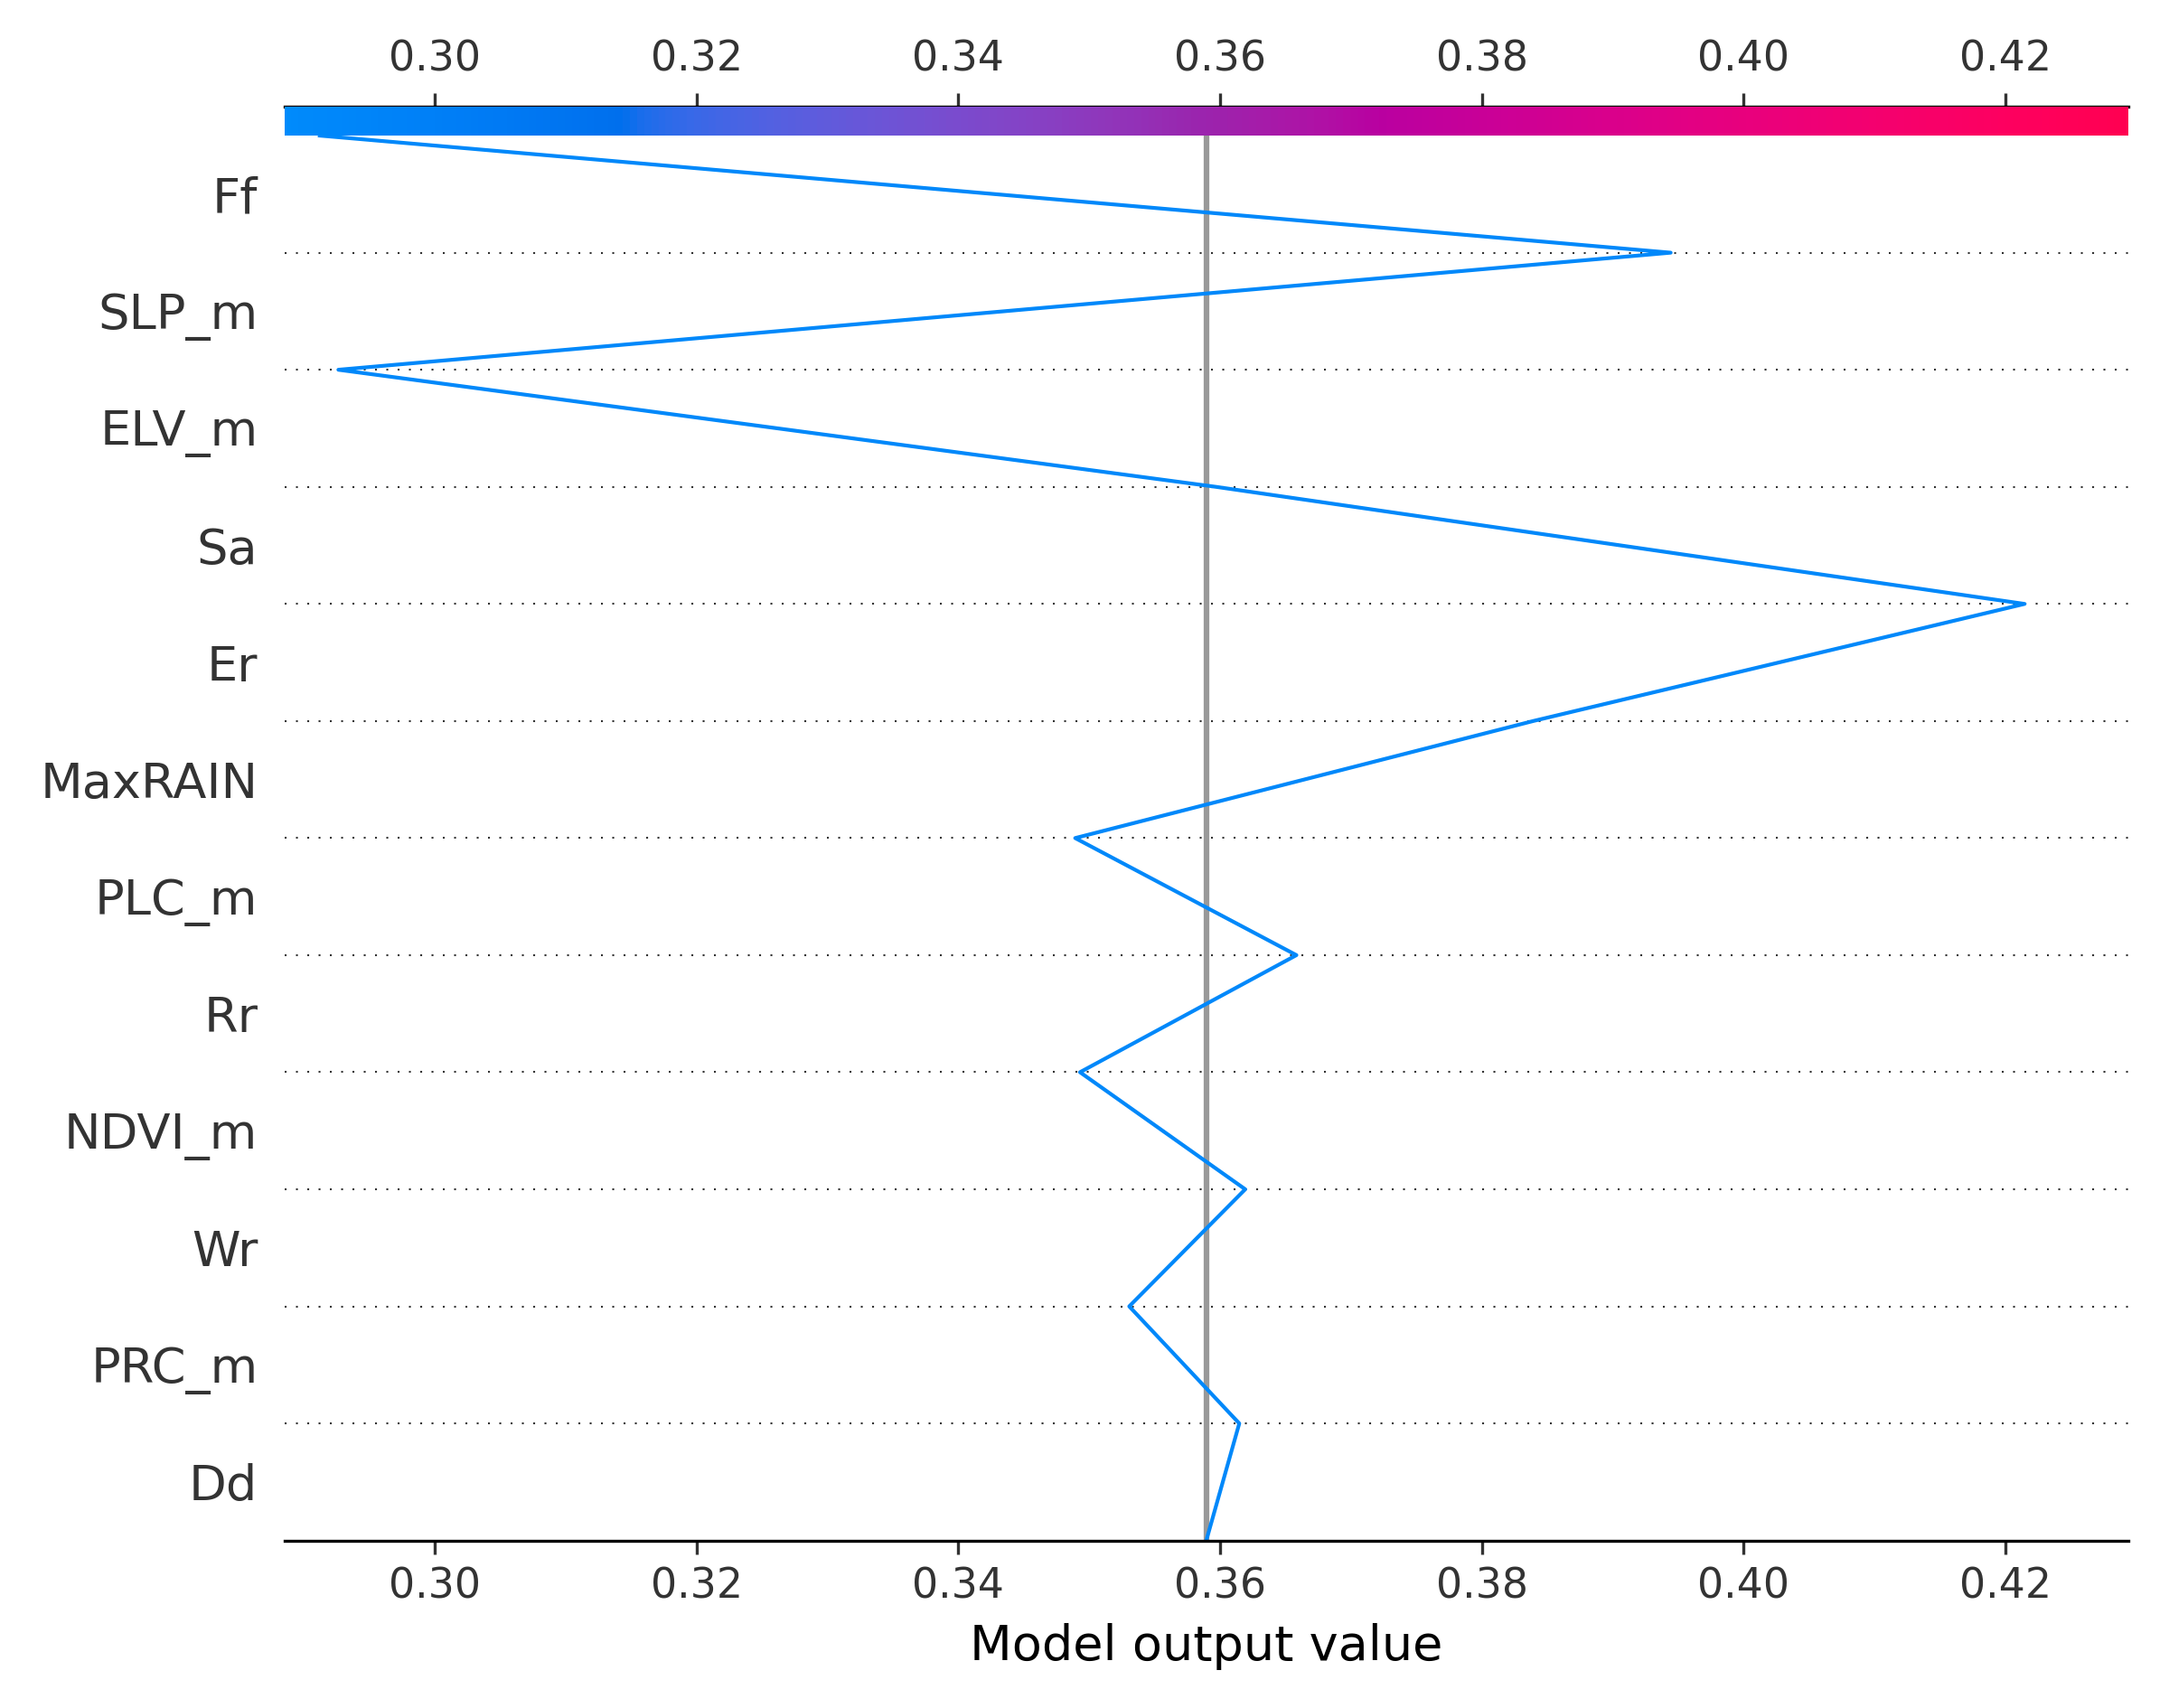 0.30 0.32 0.34 0.36 0.38 0.40 0.42
Ff
SLP_m
ELV_m
Sa
Er
MaxRAIN
PLC_m
Rr
NDVI_m
Wr
PRC_m
Dd
0.30 0.32 0.34 0.36 0.38 0.40 0.42
Model output value